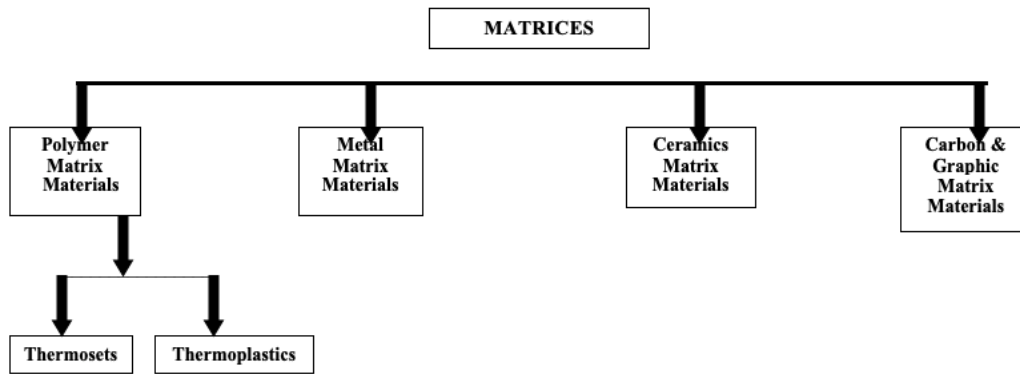 MATRICES
Polymer
Matrix
Materials
Metal
Matrix
Materials
Ceramics
Matrix
Materials
Carbon &
Graphic
Matrix
Materials
Thermosets
Thermoplastics